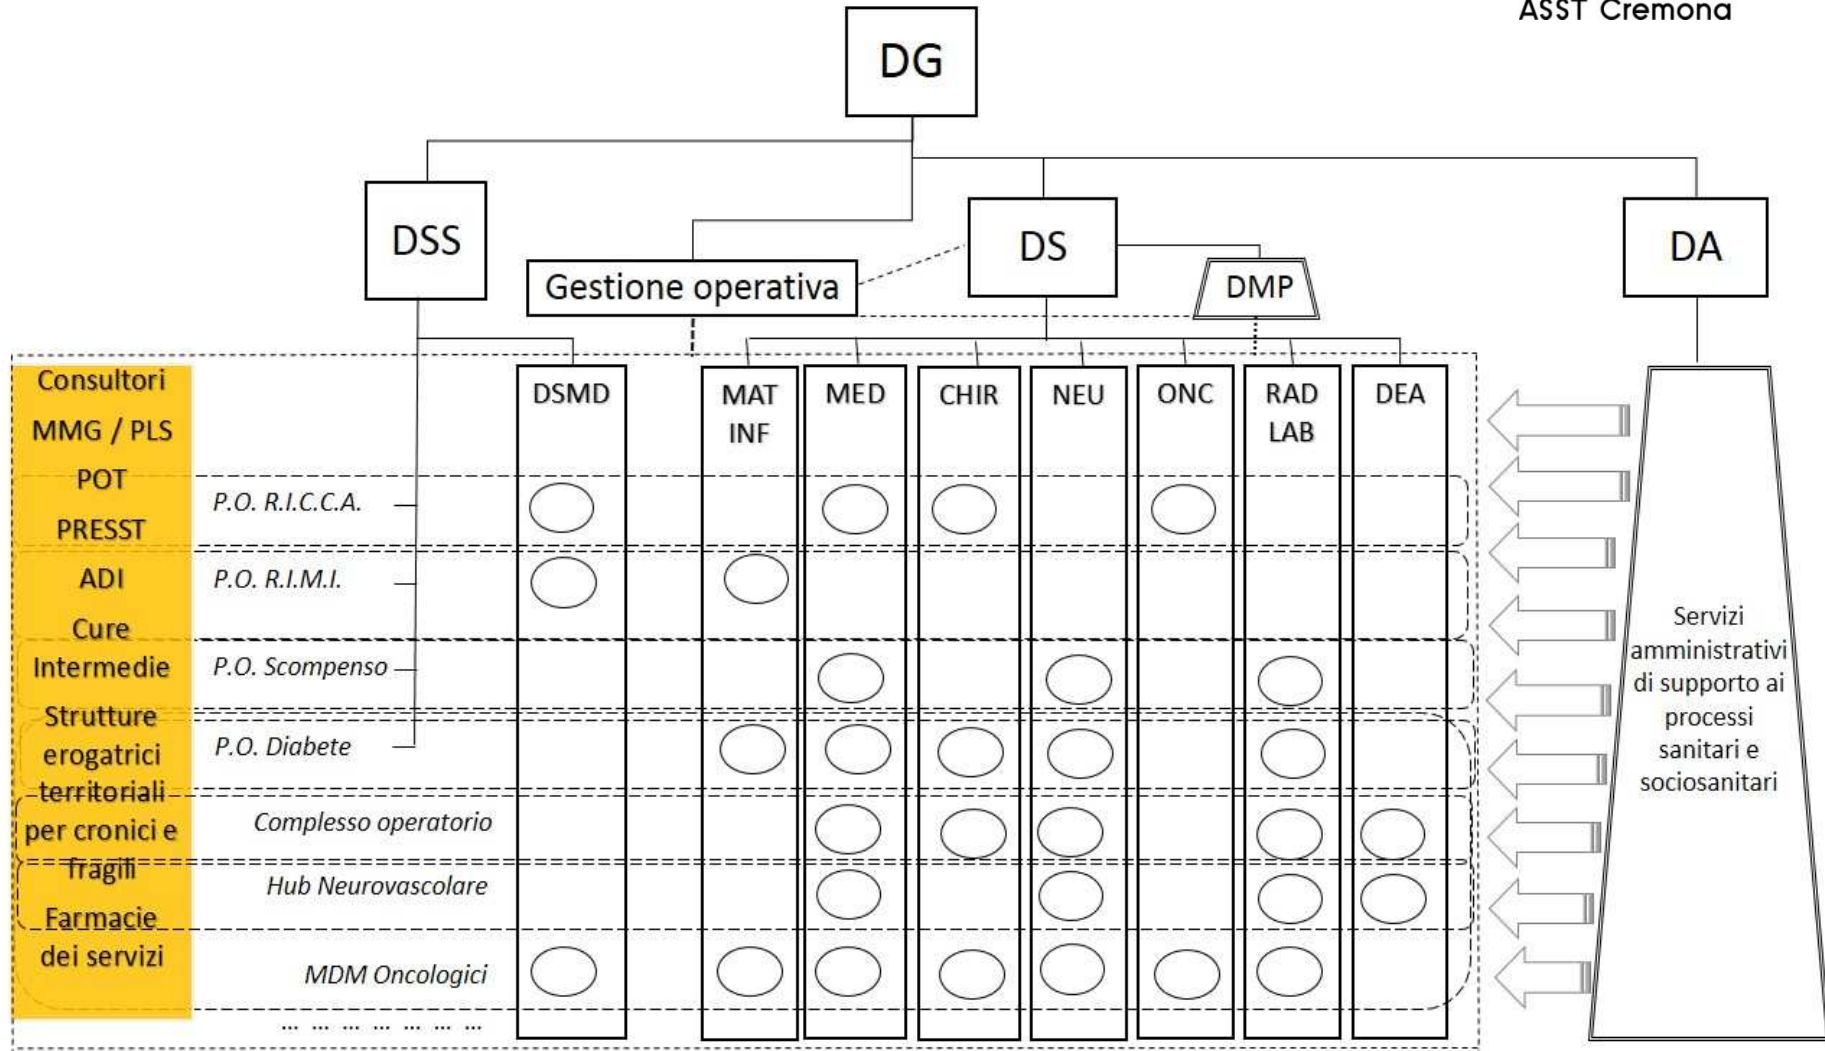 ASST Cremona
DG
DSS
DS
DA
Gestione operativa
DMP
Consultori
MMG / PLS
POT
PRESST
ADI
Cure
Intermedie
Strutture
erogatrici
territoriali
per cronici e
fragili
Farmacie
dei servizi
DSMD
MAT
INF
MED
CHIR
NEU
ONC
RAD
LAB
DEA
P.O. R.I.C.C.A.
P.O. R.I.M.I.
P.O. Scompenso
P.O. Diabete
Complesso operatorio
Hub Neurovascolare
MDM Oncologici
... ... ... ... ... ... ...
Servizi
amministrativi
di supporto ai
processi
sanitari e
sociosanitari